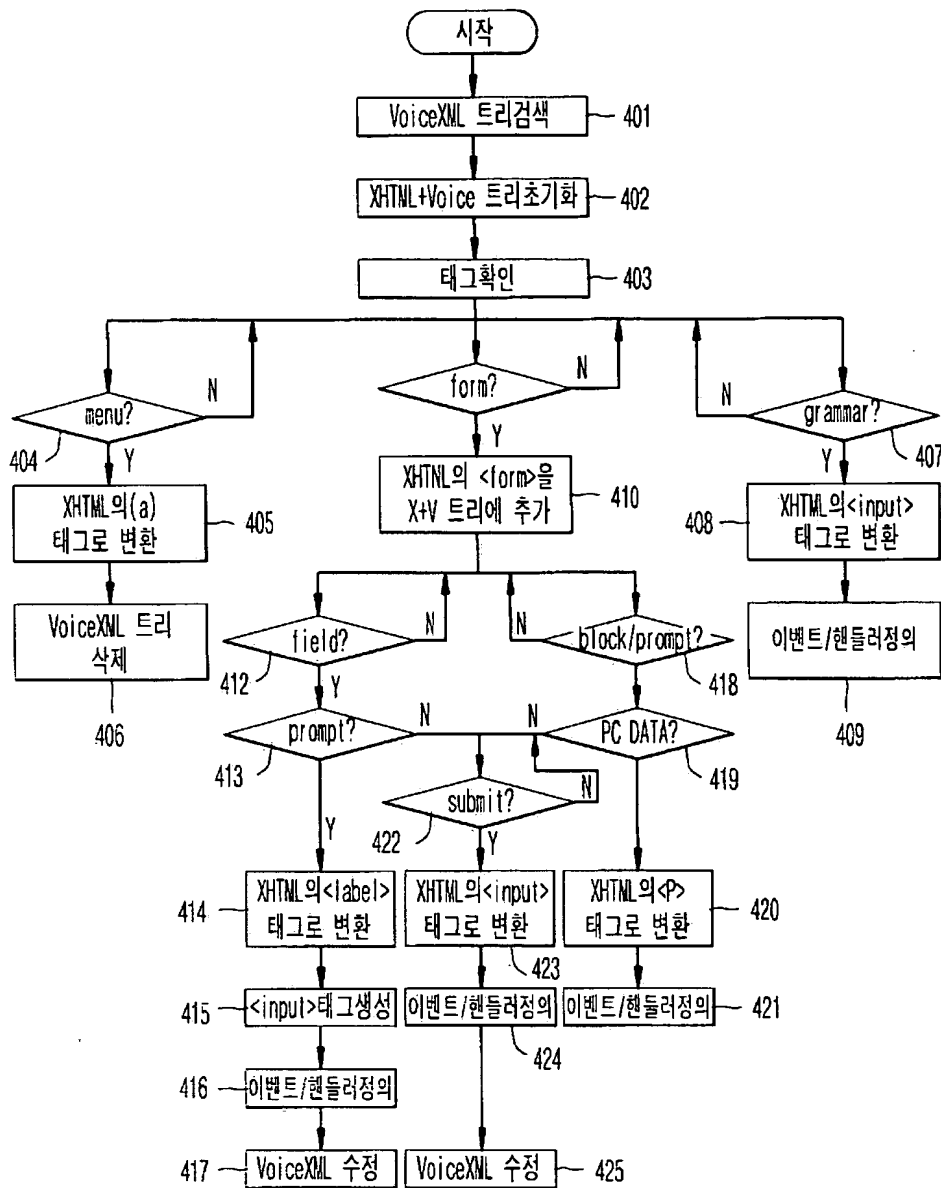 시작
VoiceXML 트리검색
401
XHTML+Voice 트리초기화
402
태그확인
403
menu?
N
404
Y
form?
N
Y
grammar?
N
407
Y
XHTML의(a)
태그로 변환
405
XHTNL의 <form>을
X+V 트리에 추가
410
XHTML의<input>
태그로 변환
408
VoiceXML 트리
삭제
406
이벤트/핸들러정의
409
field?
N
412
Y
block/prompt?
N
418
prompt?
N
413
Y
PC DATA?
N
419
submit?
N
422
Y
XHTML의<label>
태그로 변환
414
XHTML의<input>
태그로 변환
423
XHTML의<P>
태그로 변환
420
<input>태그생성
415
이벤트/핸들러정의
424
이벤트/핸들러정의
421
이벤트/핸들러정의
416
VoiceXML 수정
417
VoiceXML 수정
425